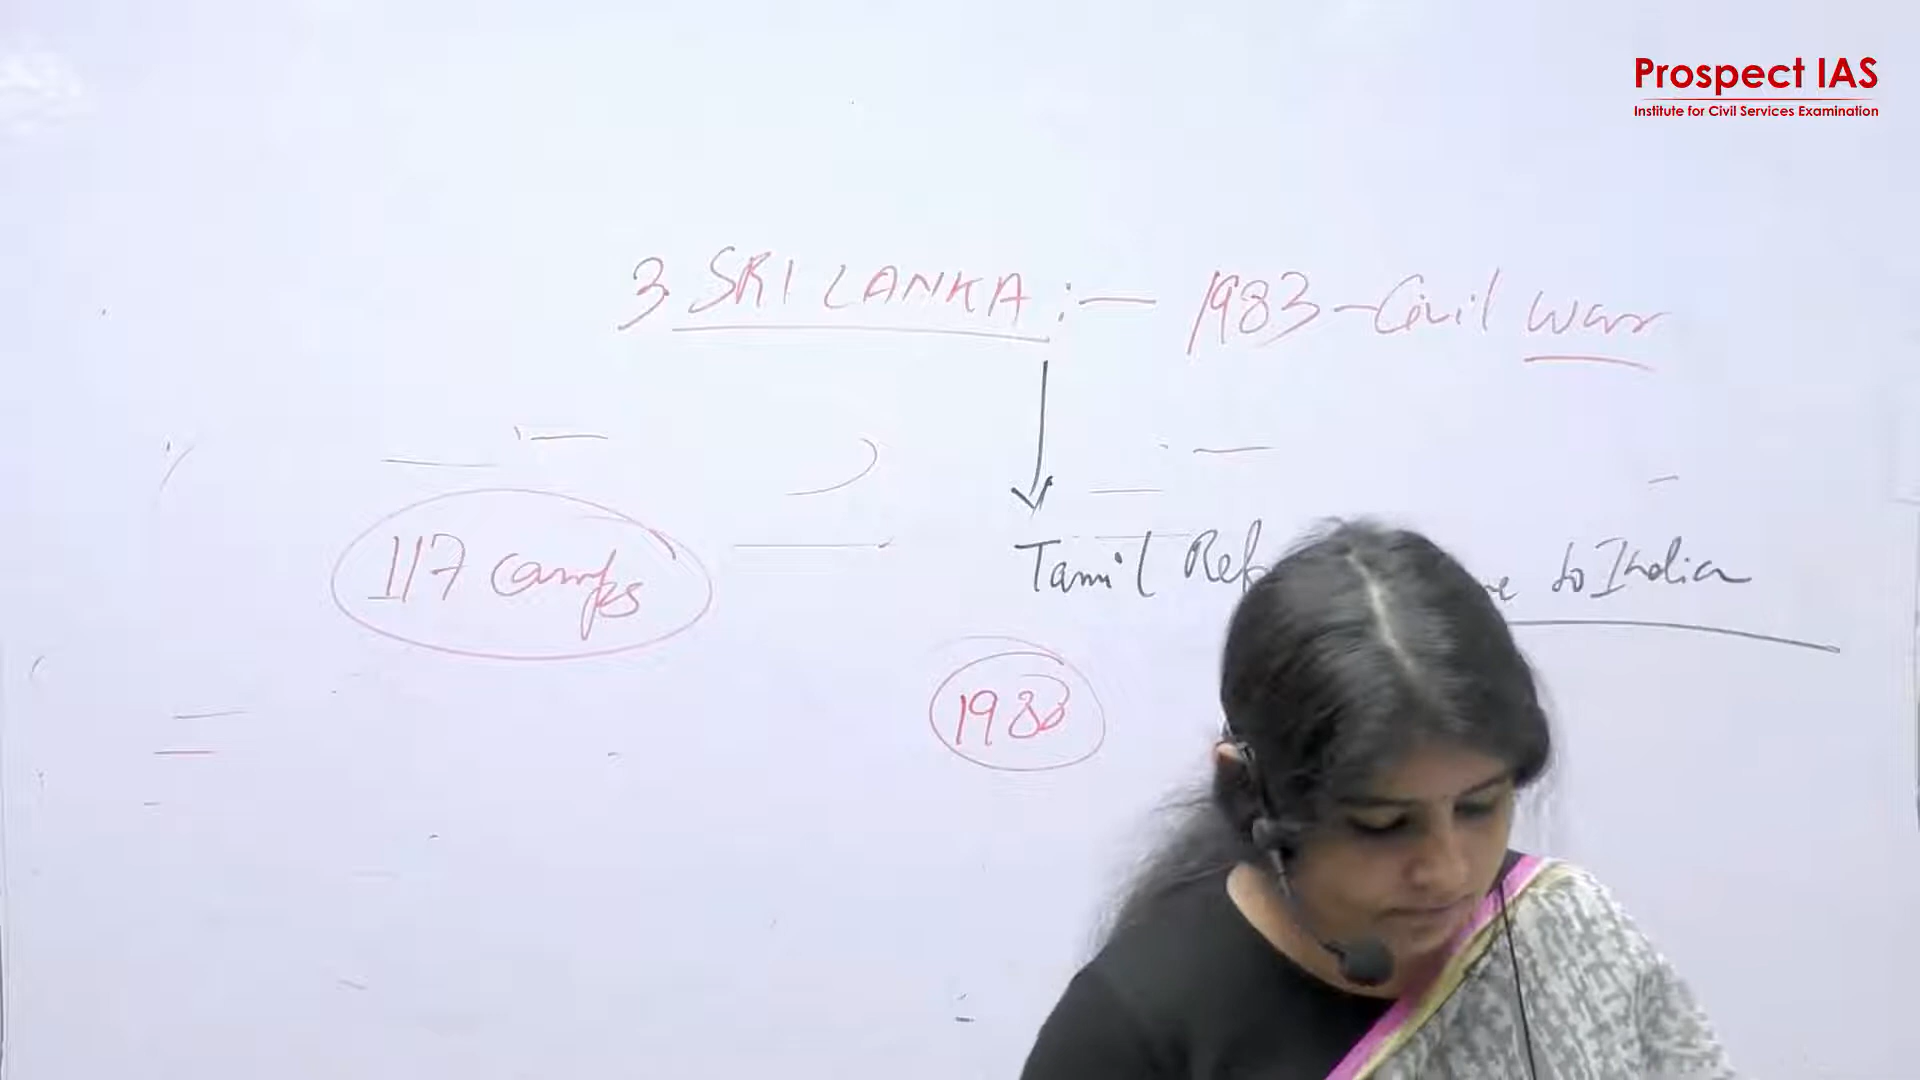 Prospect IAS
Institute for Civil Services Examination
3. SRI LANKA :— 1983 – Civil War
117 camps
Tamil to India
1983